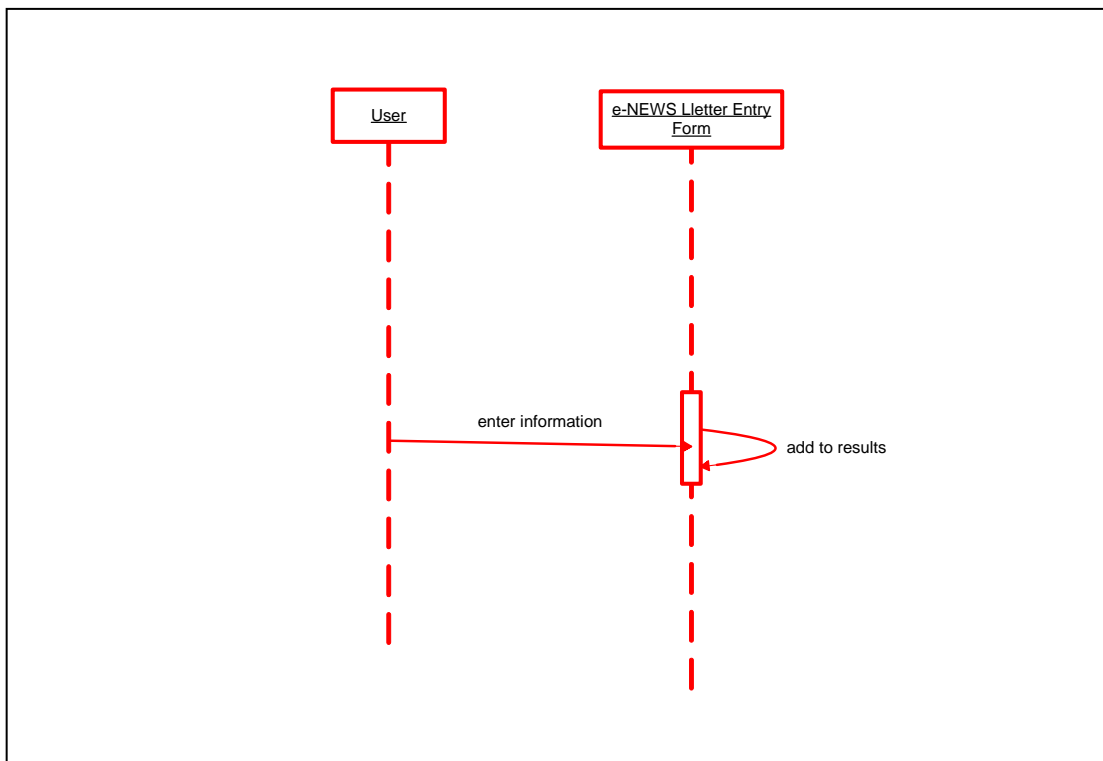 User
e-NEWS Lletter Entry
Form
enter information
add to results